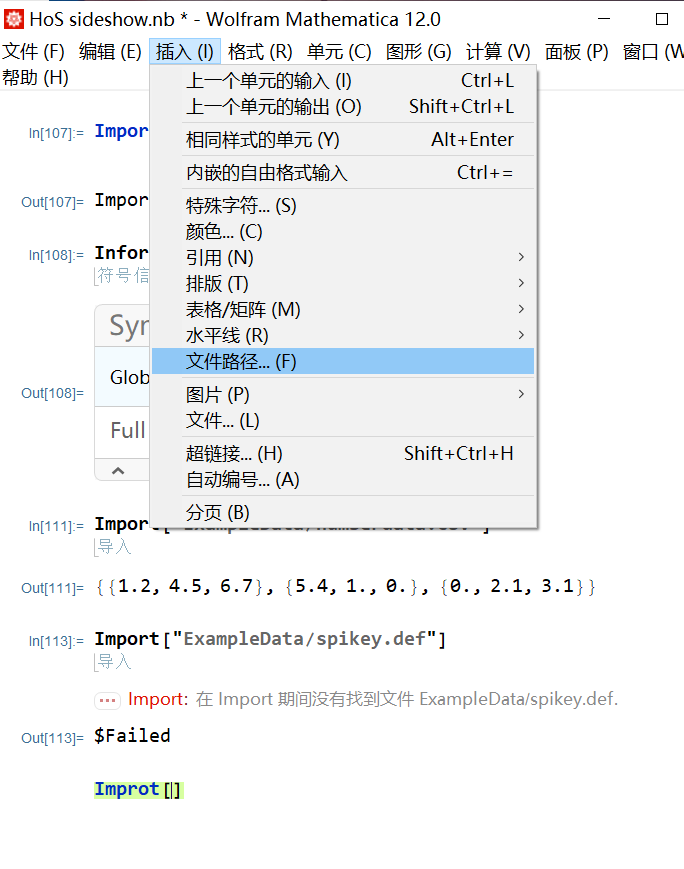 HoS sideshow.nb * - Wolfram Mathematica 12.0
文件 (F) 编辑 (E) 插入 (I) 格式 (R) 单元 (C) 图形 (G) 计算 (V) 面板 (P) 窗口 (W
帮助 (H)
上一个单元的输入 (I) Ctrl+L
上一个单元的输出 (O) Shift+Ctrl+L
相同样式的单元 (Y) Alt+Enter
内嵌的自由格式输入 Ctrl+=
特殊字符... (S)
颜色... (C)
引用 (N)
排版 (T)
表格/矩阵 (M)
水平线 (R)
文件路径... (F)
图片 (P)
文件... (L)
超链接... (H) Shift+Ctrl+H
自动编号... (A)
分页 (B)
In[107]:= Impor
Out[107]= Impor
In[108]:= Infor
符号信
Syn
Out[108]= Glob
Full
In[111]:= Import
导入
Out[111]= {{1.2, 4.5, 6.7}, {5.4, 1., 0.}, {0., 2.1, 3.1}}
In[113]:= Import["ExampleData/spikey.def"]
导入
Import: 在 Import 期间没有找到文件 ExampleData/spikey.def.
Out[113]= $Failed
Improt[]